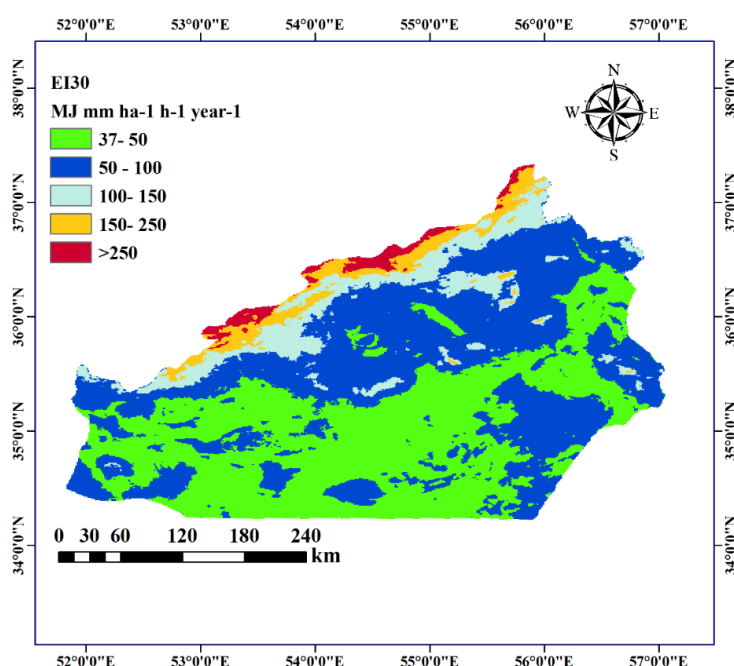 52°0'0"E 53°0'0"E 54°0'0"E 55°0'0"E 56°0'0"E 57°0'0"E
38°0'0"N 38°0'0"N
EI30
MJ mm ha-1 h-1 year-1
37- 50
50 - 100
100- 150
150- 250
>250
N
W E
S
37°0'0"N 37°0'0"N
36°0'0"N 36°0'0"N
35°0'0"N 35°0'0"N
34°0'0"N 34°0'0"N
0 30 60 120 180 240
km
52°0'0"E 53°0'0"E 54°0'0"E 55°0'0"E 56°0'0"E 57°0'0"E